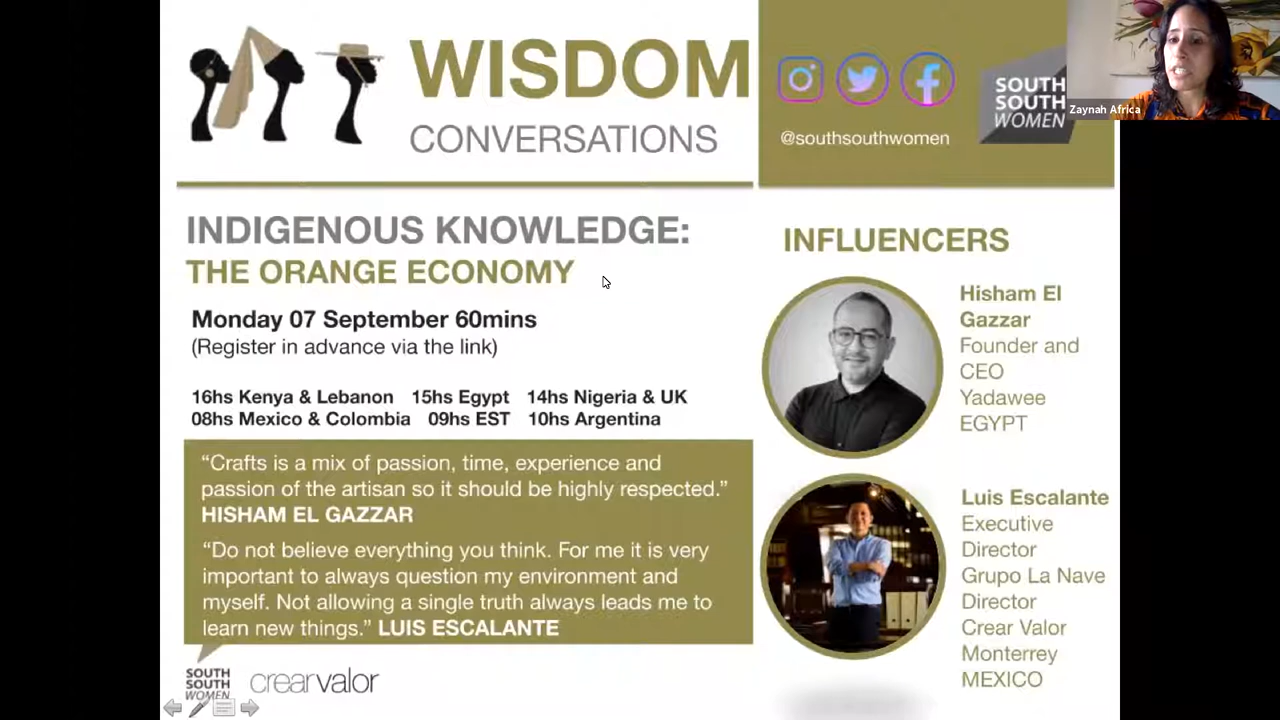 WISDOM
CONVERSATIONS
@southsouthwomen
SOUTH
SOUTH
WOMEN
Zaynah Africa
INDIGENOUS KNOWLEDGE:
THE ORANGE ECONOMY
Monday 07 September 60mins
(Register in advance via the link)
16hs Kenya & Lebanon 15hs Egypt 14hs Nigeria & UK
08hs Mexico & Colombia 09hs EST 10hs Argentina
“Crafts is a mix of passion, time, experience and
passion of the artisan so it should be highly respected.”
HISHAM EL GAZZAR
“Do not believe everything you think. For me it is very
important to always question my environment and
myself. Not allowing a single truth always leads me to
learn new things.” LUIS ESCALANTE
SOUTH
SOUTH
WOMEN
crearvalor
INFLUENCERS
Hisham El
Gazzar
Founder and
CEO
Yadawee
EGYPT
Luis Escalante
Executive
Director
Grupo La Nave
Director
Crear Valor
Monterrey
MEXICO